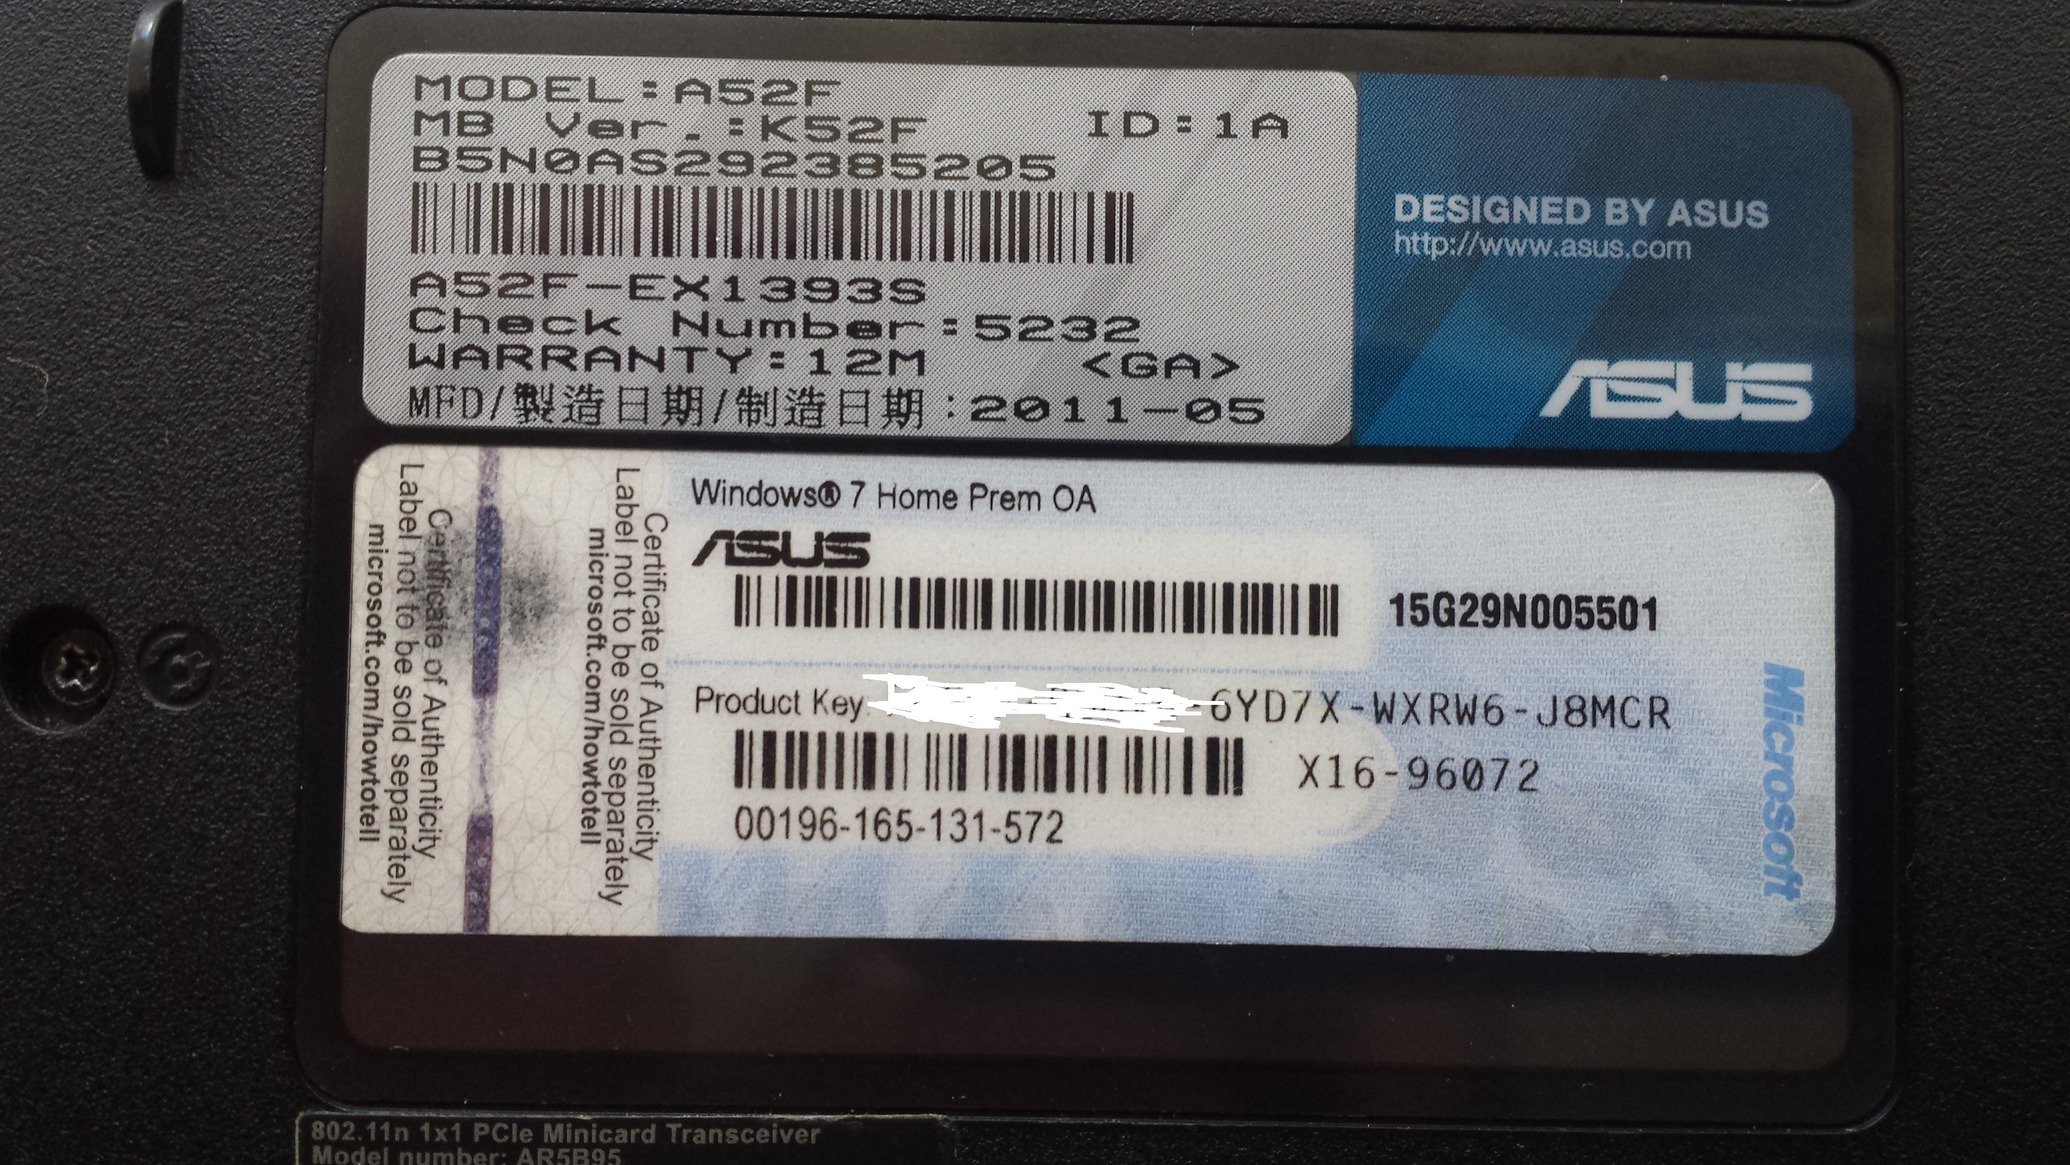 MODEL:A52F
MB Ver.:K52F ID:1A
B5N0AS292385205
A52F-EX1393S
Check Number:5232
WARRANTY:12M <GA>
MFD/製造日期/制造日期:2011-05
DESIGNED BY ASUS
http://www.asus.com
ASUS
Certificate of Authenticity
Label not to be sold separately
microsoft.com/howtotell
Certificate of Authenticity
Label not to be sold separately
microsoft.com/howtotell
Windows® 7 Home Prem OA
ASUS
15G29N005501
Product Key: -6YD7X-WXRW6-J8MCR
X16-96072
00196-165-131-572
Microsoft
802.11n 1x1 PCIe Minicard Transceiver
Model number: AR5B95